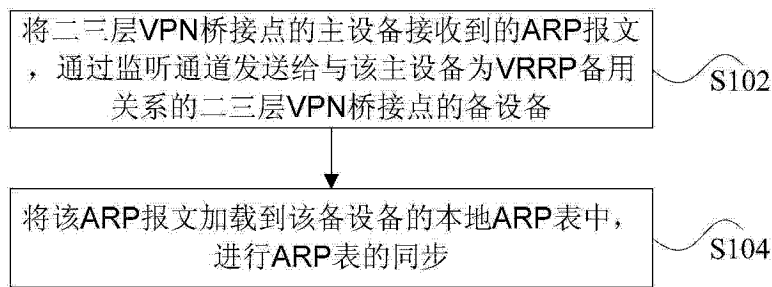 将二三层VPN桥接点的主设备接收到的ARP报文
，通过监听通道发送给与该主设备为VRRP备用
关系的二三层VPN桥接点的备设备
S102
将该ARP报文加载到该备设备的本地ARP表中，
进行ARP表的同步
S104